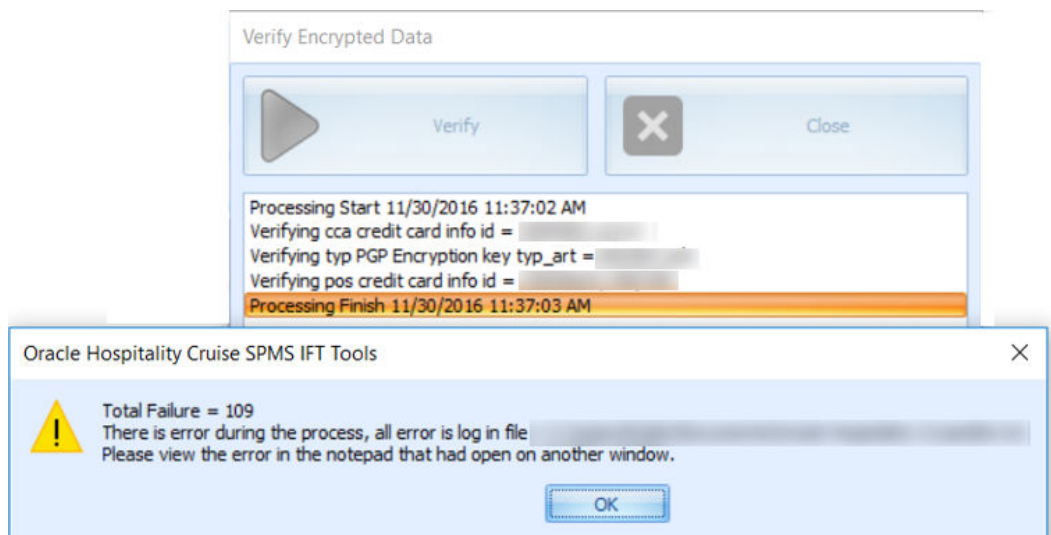 Verify Encrypted Data
Verify
Close
Processing Start 11/30/2016 11:37:02 AM
Verifying cca credit card info id =
Verifying typ PGP Encryption key typ_art =
Verifying pos credit card info id =
Processing Finish 11/30/2016 11:37:03 AM
Oracle Hospitality Cruise SPMS IFT Tools
Total Failure = 109
There is error during the process, all error is log in file
Please view the error in the notepad that had open on another window.
OK